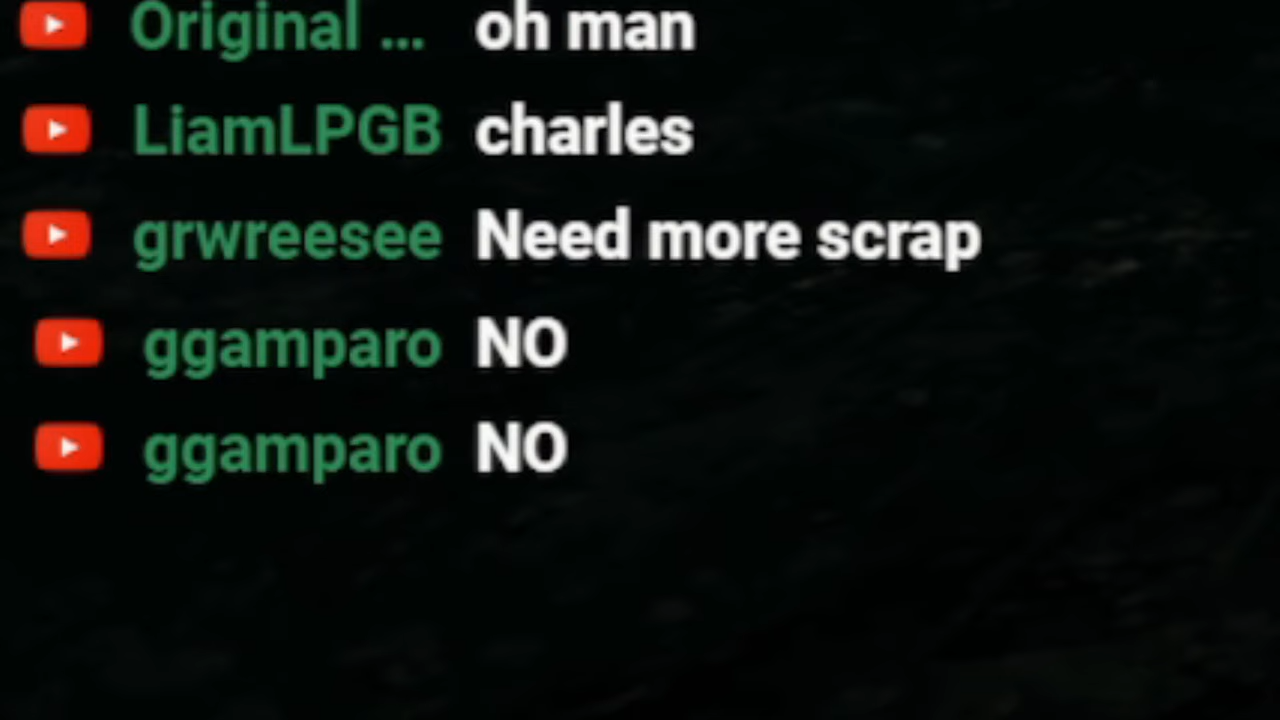 Original ... oh man
LiamLPGB charles
grwreesee Need more scrap
ggamparo NO
ggamparo NO